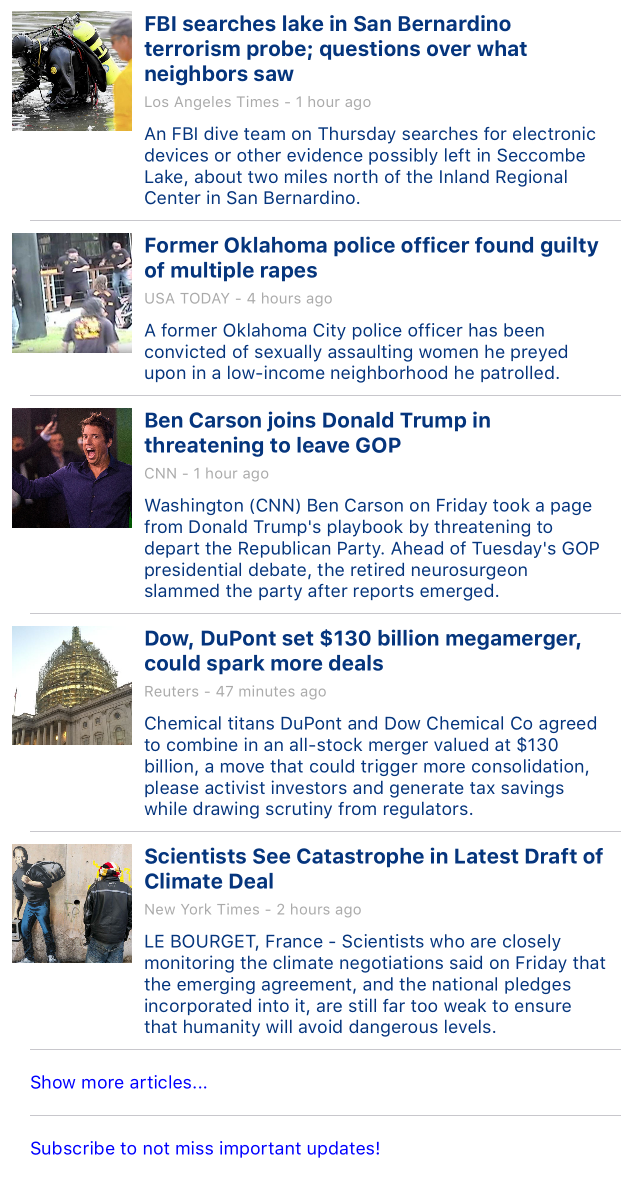 FBI searches lake in San Bernardino
terrorism probe; questions over what
neighbors saw
Los Angeles Times - 1 hour ago
An FBI dive team on Thursday searches for electronic
devices or other evidence possibly left in Seccombe
Lake, about two miles north of the Inland Regional
Center in San Bernardino.
Former Oklahoma police officer found guilty
of multiple rapes
USA TODAY - 4 hours ago
A former Oklahoma City police officer has been
convicted of sexually assaulting women he preyed
upon in a low-income neighborhood he patrolled.
Ben Carson joins Donald Trump in
threatening to leave GOP
CNN - 1 hour ago
Washington (CNN) Ben Carson on Friday took a page
from Donald Trump's playbook by threatening to
depart the Republican Party. Ahead of Tuesday's GOP
presidential debate, the retired neurosurgeon
slammed the party after reports emerged.
Dow, DuPont set $130 billion megamerger,
could spark more deals
Reuters - 47 minutes ago
Chemical titans DuPont and Dow Chemical Co agreed
to combine in an all-stock merger valued at $130
billion, a move that could trigger more consolidation,
please activist investors and generate tax savings
while drawing scrutiny from regulators.
Scientists See Catastrophe in Latest Draft of
Climate Deal
New York Times - 2 hours ago
LE BOURGET, France - Scientists who are closely
monitoring the climate negotiations said on Friday that
the emerging agreement, and the national pledges
incorporated into it, are still far too weak to ensure
that humanity will avoid dangerous levels.
Show more articles...
Subscribe to not miss important updates!